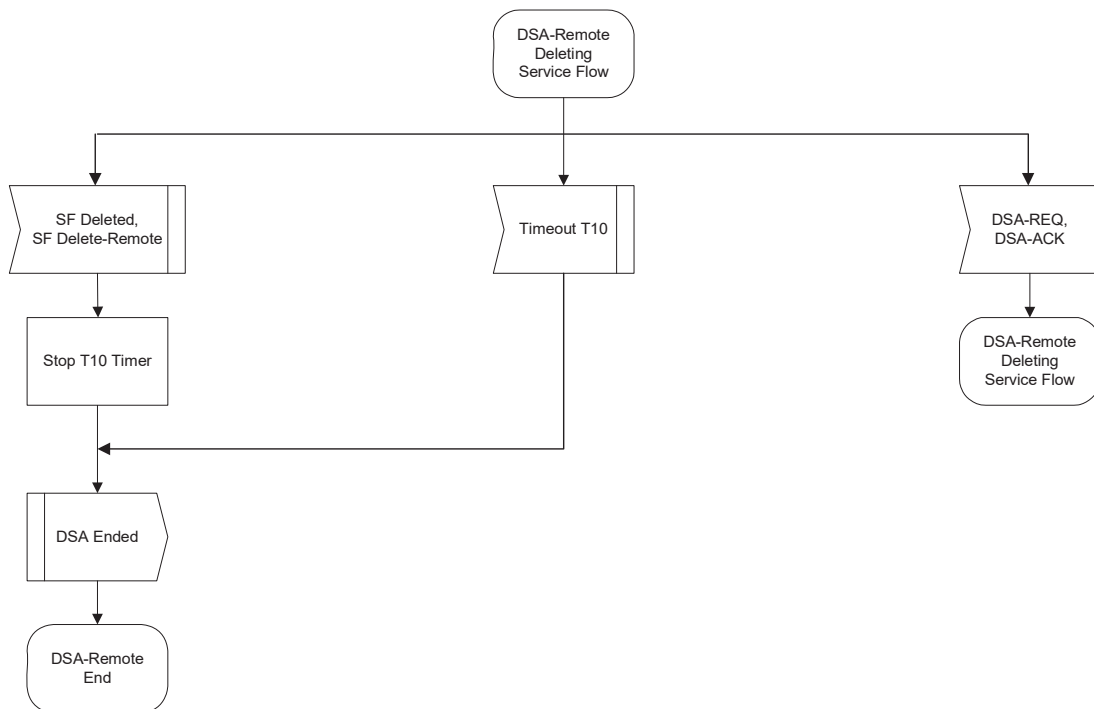 DSA-Remote
Deleting
Service Flow
SF Deleted,
SF Delete-Remote
Timeout T10
DSA-REQ,
DSA-ACK
Stop T10 Timer
DSA-Remote
Deleting
Service Flow
DSA Ended
DSA-Remote
End